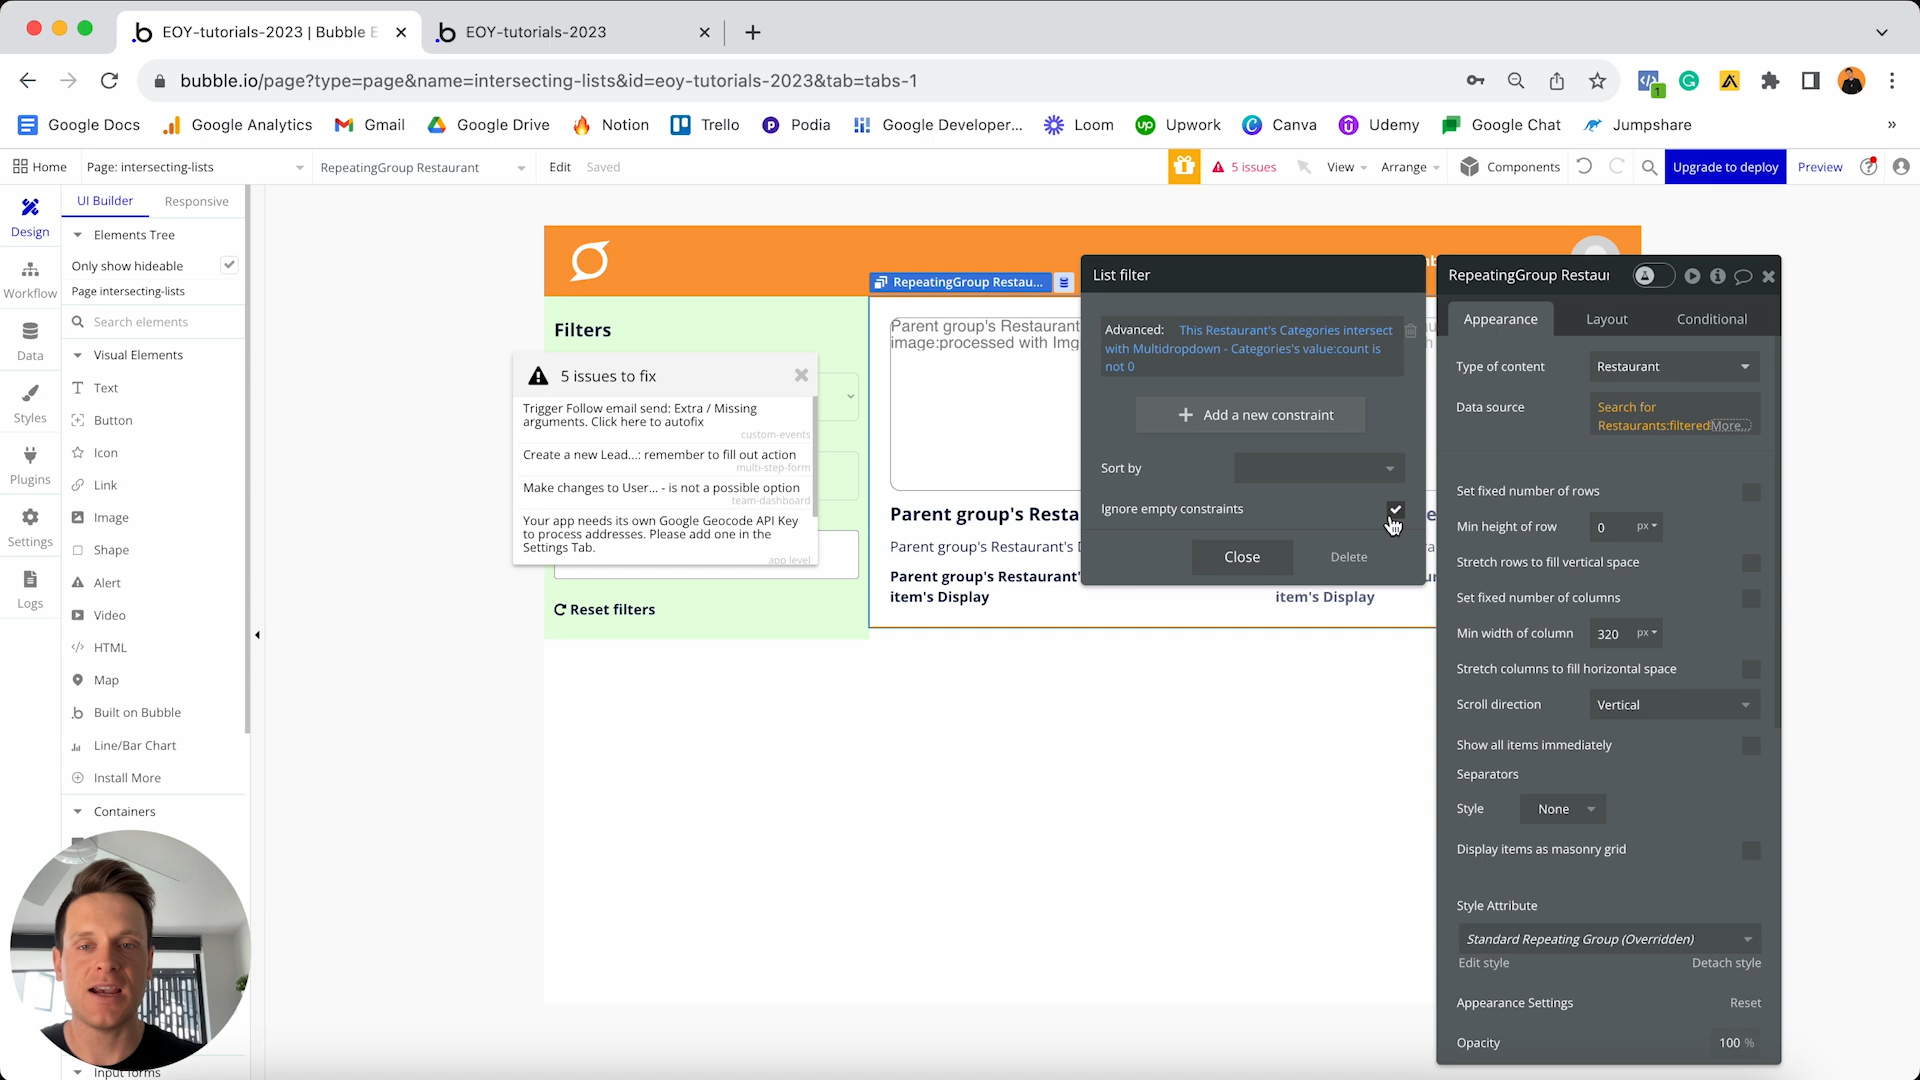 EOY-tutorials-2023 | Bubble E
EOY-tutorials-2023
bubble.io/page?type=page&name=intersecting-lists&id=eoy-tutorials-2023&tab=tabs-1
1
Google Docs
Google Analytics
Gmail
Google Drive
Notion
Trello
Podia
Google Developer...
Loom
Upwork
Canva
Udemy
Google Chat
Jumpshare
»
Home
Page: intersecting-lists
RepeatingGroup Restaurant
Edit
Saved
5 issues
View
Arrange
Components
Upgrade to deploy
Preview
Design
Workflow
Data
Styles
Plugins
Settings
Logs
UI Builder
Responsive
Elements Tree
Only show hideable
Page intersecting-lists
Search elements
Visual Elements
Text
Button
Icon
Link
Image
Shape
Alert
Video
HTML
Map
Built on Bubble
Line/Bar Chart
Install More
Containers
Input forms
Filters
5 issues to fix
Trigger Follow email send: Extra / Missing
arguments. Click here to autofix
custom-events
Create a new Lead...: remember to fill out action
multi-step-form
Make changes to User... - is not a possible option
team-dashboard
Your app needs its own Google Geocode API Key
to process addresses. Please add one in the
Settings Tab.
app level
Reset filters
RepeatingGroup Restau...
Parent group's Restaurant
image:processed with Img
Parent group's Resta
Parent group's Restaurant's D
Parent group's Restaurant'
item's Display
item's Display
List filter
Advanced: This Restaurant's Categories intersect
with Multidropdown - Categories's value:count is
not 0
Add a new constraint
Sort by
Ignore empty constraints
Close
Delete
RepeatingGroup Restaur
Appearance
Layout
Conditional
Type of content
Restaurant
Data source
Search for
Restaurants:filtered More...
Set fixed number of rows
Min height of row
0
px
Stretch rows to fill vertical space
Set fixed number of columns
Min width of column
320
px
Stretch columns to fill horizontal space
Scroll direction
Vertical
Show all items immediately
Separators
Style
None
Display items as masonry grid
Style Attribute
Standard Repeating Group (Overridden)
Edit style
Detach style
Appearance Settings
Reset
Opacity
100 %